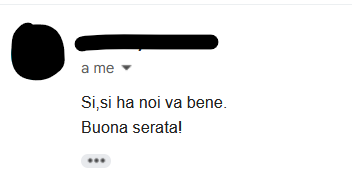 a me
Si,si ha noi va bene.
Buona serata!